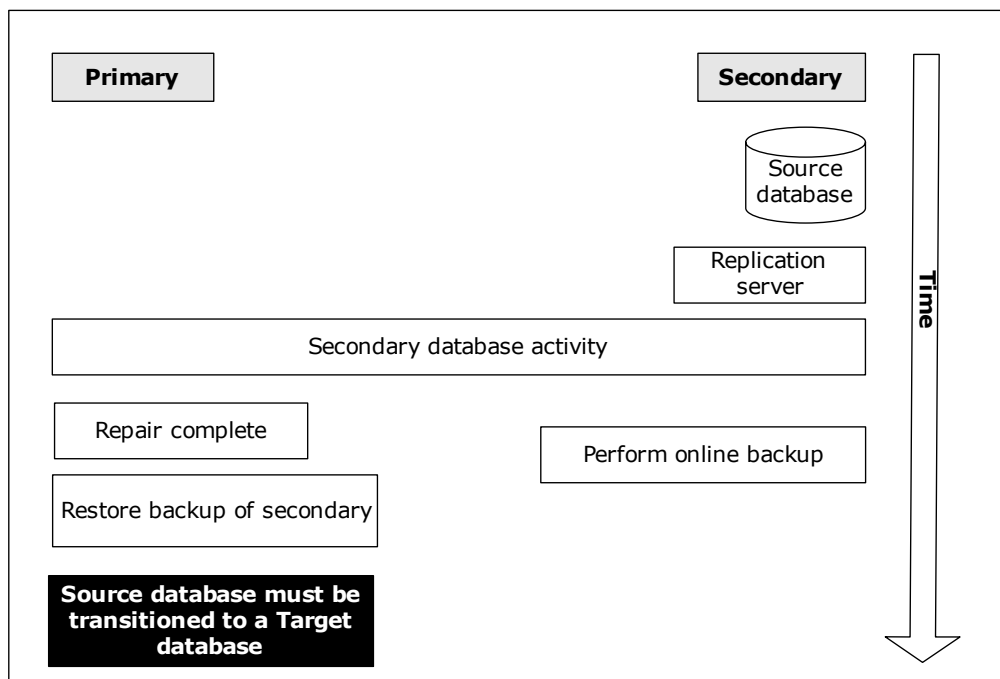 Primary
Secondary
Source
database
Replication
server
Time
Secondary database activity
Repair complete
Perform online backup
Restore backup of secondary
Source database must be
transitioned to a Target
database